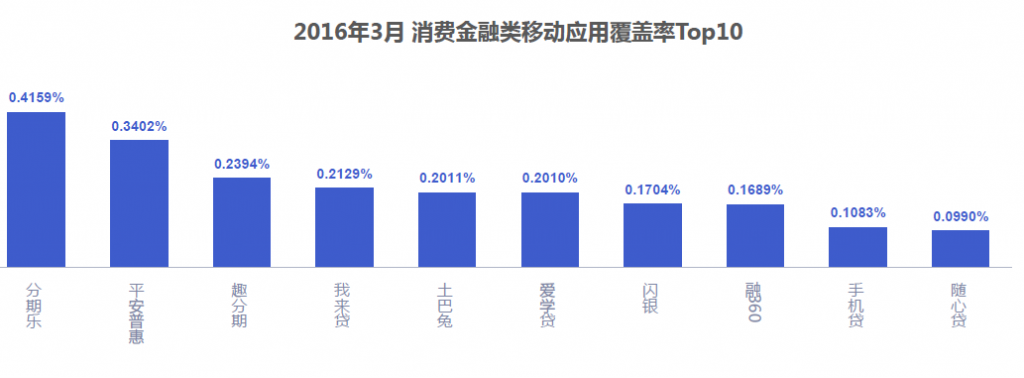 2016年3月 消费金融类移动应用覆盖率Top10
0.4159%
0.3402%
0.2394%
0.2129%
0.2011%
0.2010%
0.1704%
0.1689%
0.1083%
0.0990%
分期乐
平安普惠
趣分期
我来贷
土巴兔
爱学贷
闪银
融360
手机贷
随心贷